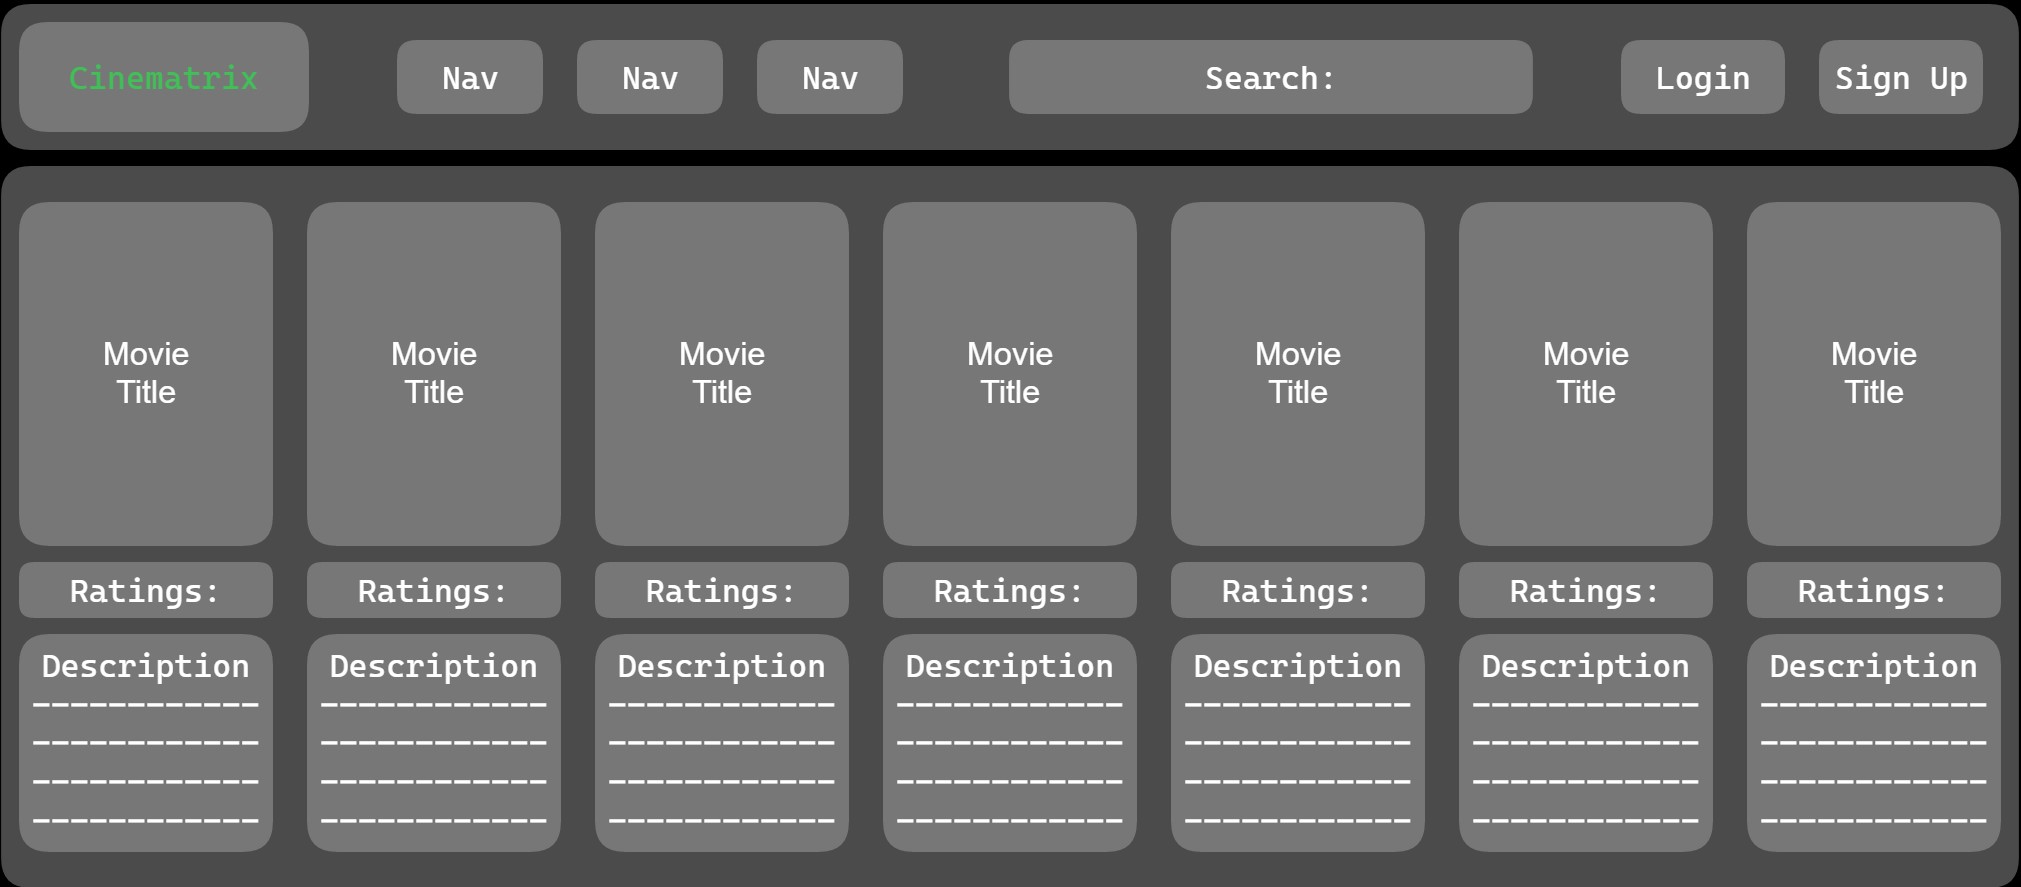 Cinematrix Nav Nav Nav Search: Login Sign Up
Movie Movie Movie Movie Movie Movie Movie
Title Title Title Title Title Title Title
Ratings: Ratings: Ratings: Ratings: Ratings: Ratings: Ratings:
Description Description Description Description Description Description Description